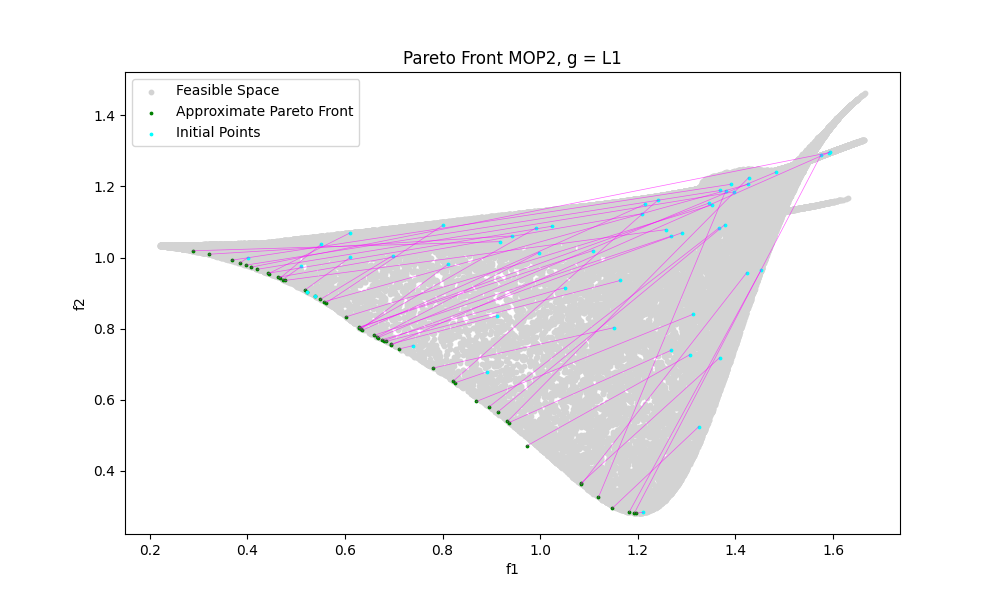 Pareto Front MOP2, g = L1
Feasible Space
Approximate Pareto Front
Initial Points
f2
1.4
1.2
1.0
0.8
0.6
0.4
0.2
0.4
0.6
0.8
1.0
1.2
1.4
1.6
f1